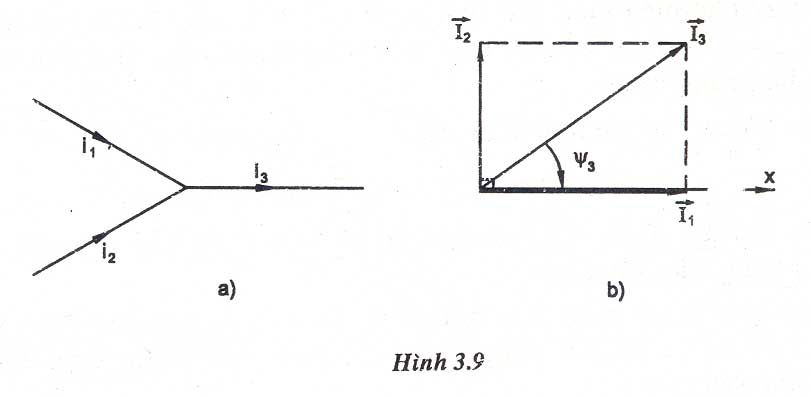 i₁
i₂
i₃
a)
I₂
I₃
ψ₃
x
I₁
b)
Hình 3.9